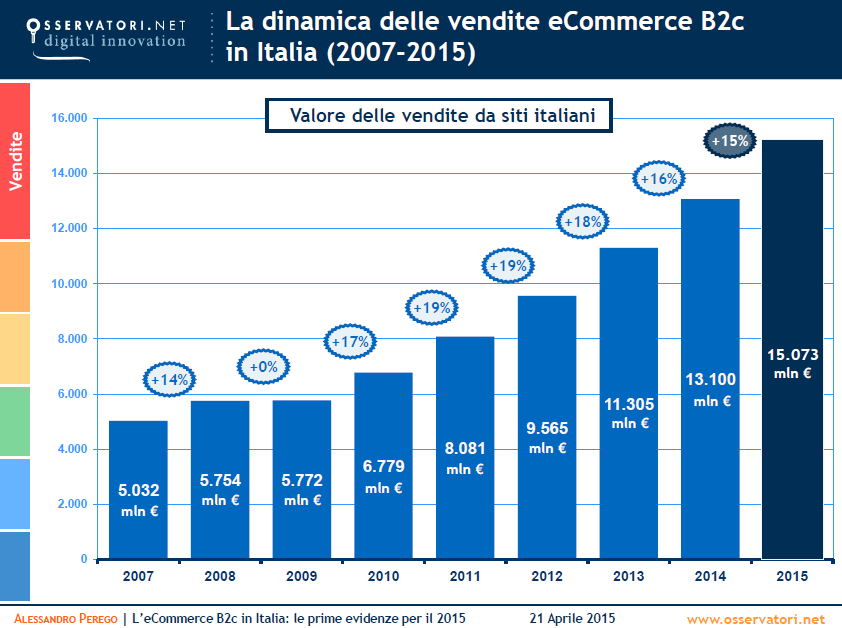 OSSERVATORI.NET
digital innovation
La dinamica delle vendite eCommerce B2c
in Italia (2007-2015)
Vendite
Valore delle vendite da siti italiani
16.000
14.000
12.000
10.000
8.000
6.000
4.000
2.000
0
+14%
+0%
+17%
+19%
+19%
+18%
+16%
+15%
5.032
mln €
5.754
mln €
5.772
mln €
6.779
mln €
8.081
mln €
9.565
mln €
11.305
mln €
13.100
mln €
15.073
mln €
2007 2008 2009 2010 2011 2012 2013 2014 2015
ALESSANDRO PEREGO | L'eCommerce B2c in Italia: le prime evidenze per il 2015 21 Aprile 2015 www.osservatori.net